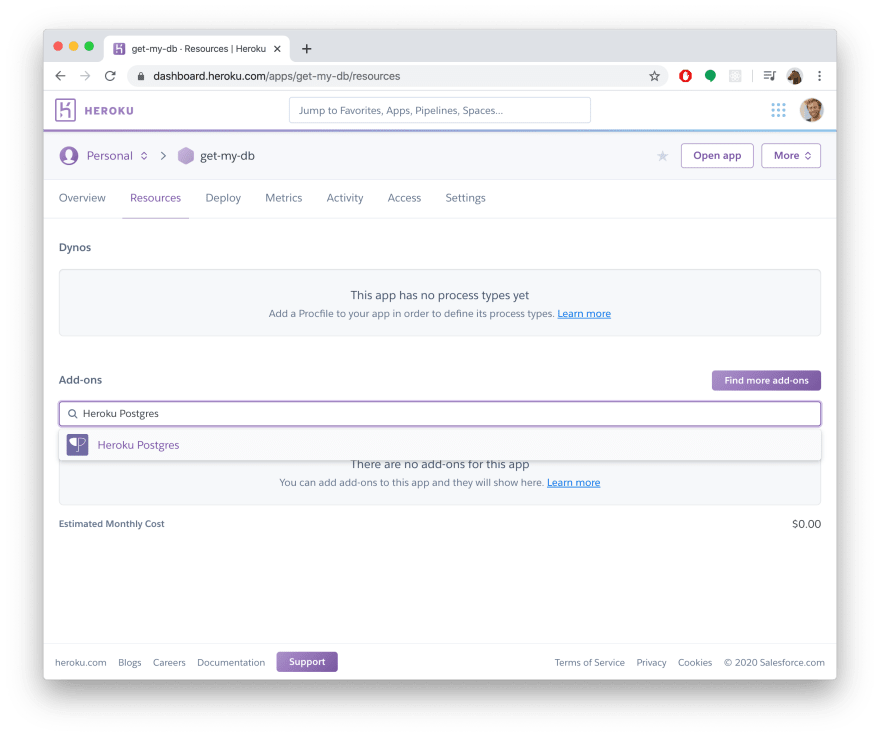 get-my-db · Resources | Heroku
dashboard.heroku.com/apps/get-my-db/resources
HEROKU
Jump to Favorites, Apps, Pipelines, Spaces...
Personal
get-my-db
Open app
More
Overview
Resources
Deploy
Metrics
Activity
Access
Settings
Dynos
This app has no process types yet
Add a Procfile to your app in order to define its process types. Learn more
Add-ons
Find more add-ons
Heroku Postgres
Heroku Postgres
There are no add-ons for this app
You can add add-ons to this app and they will show here. Learn more
Estimated Monthly Cost
$0.00
heroku.com
Blogs
Careers
Documentation
Support
Terms of Service
Privacy
Cookies
© 2020 Salesforce.com